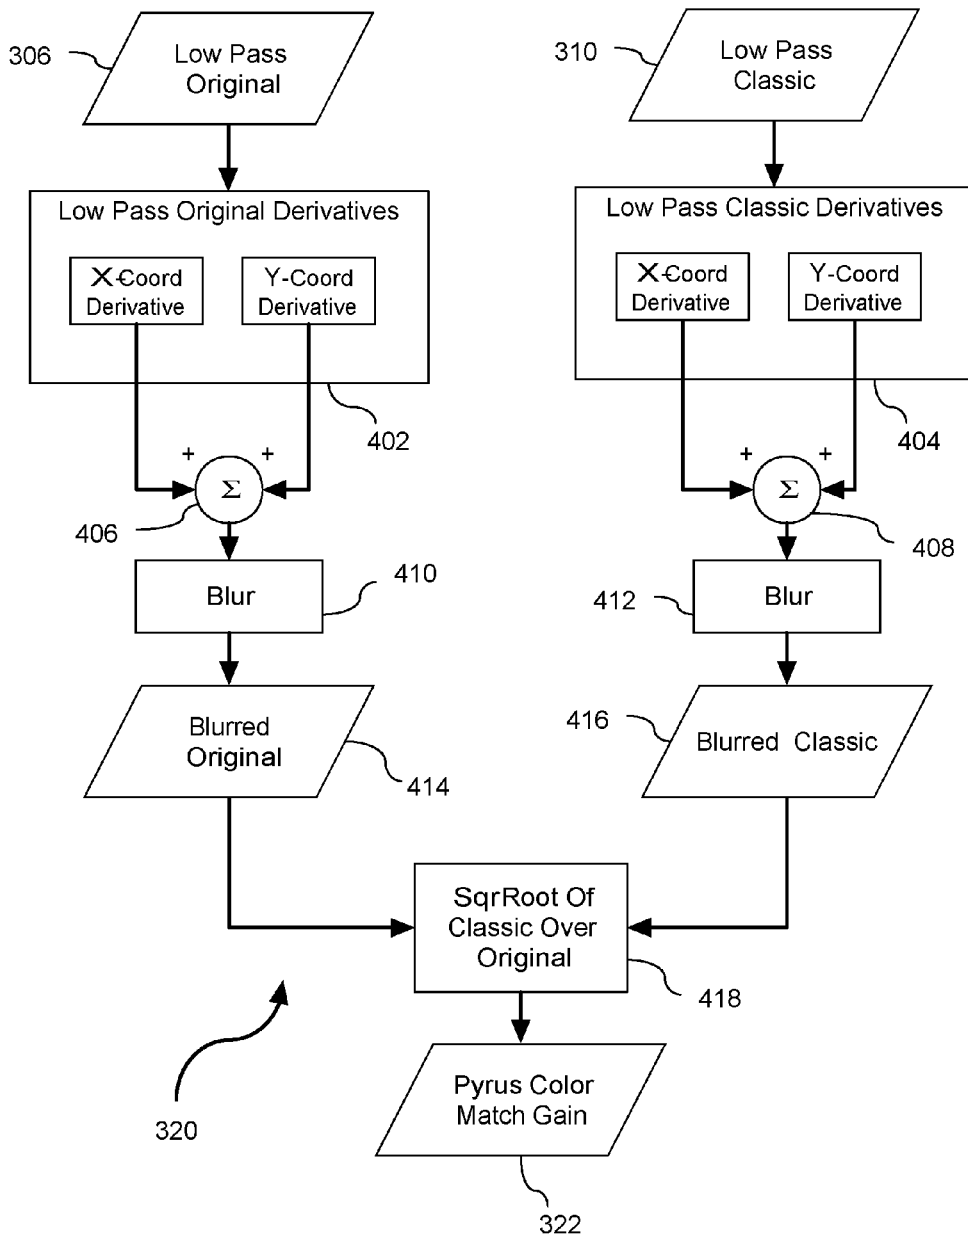 306
Low Pass
Original
310
Low Pass
Classic
Low Pass Original Derivatives
X-Coord
Derivative
Y-Coord
Derivative
402
Low Pass Classic Derivatives
X-Coord
Derivative
Y-Coord
Derivative
404
+
+
Σ
406
+
+
Σ
408
Blur
410
412
Blur
Blurred
Original
414
416
Blurred Classic
SqrRoot Of
Classic Over
Original
418
320
Pyrus Color
Match Gain
322